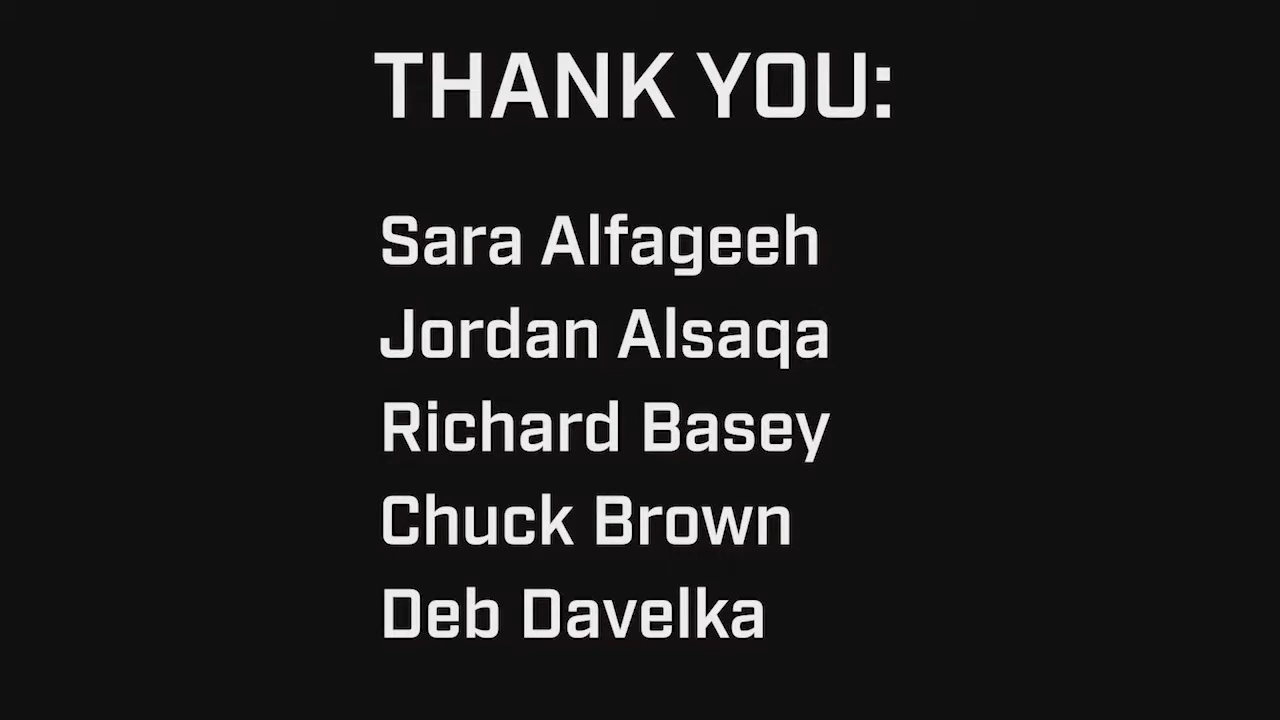 THANK YOU:
Sara Alfageeh
Jordan Alsaqa
Richard Basey
Chuck Brown
Deb Davelka